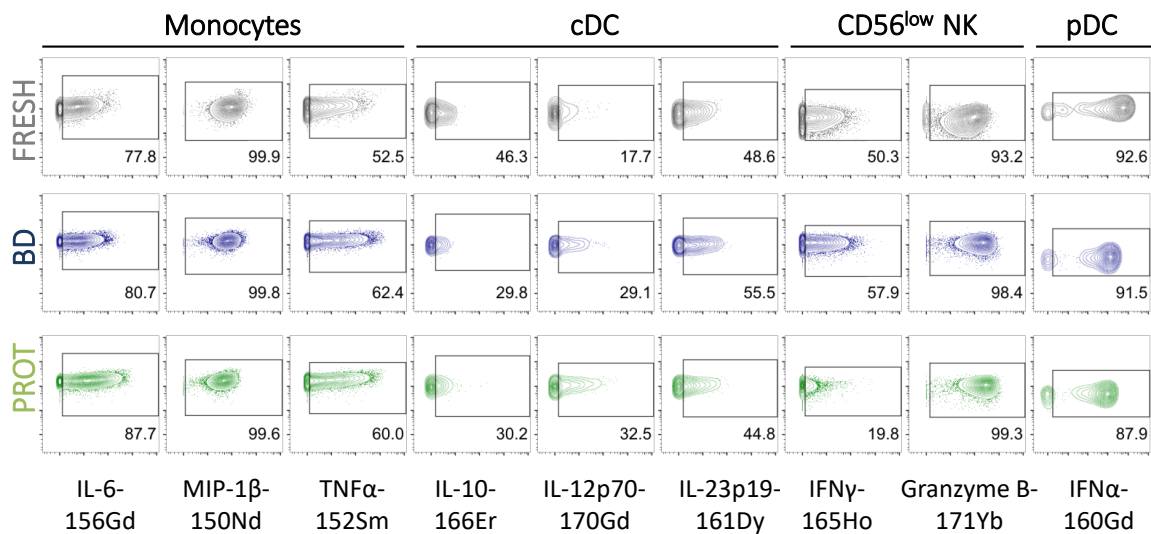 Monocytes cDC CD56low NK pDC
FRESH
77.8 99.9 52.5 46.3 17.7 48.6 50.3 93.2 92.6
BD
80.7 99.8 62.4 29.8 29.1 55.5 57.9 98.4 91.5
PROT
87.7 99.6 60.0 30.2 32.5 44.8 19.8 99.3 87.9
IL-6- MIP-1β- TNFα- IL-10- IL-12p70- IL-23p19- IFNγ- Granzyme B- IFNα-
156Gd 150Nd 152Sm 166Er 170Gd 161Dy 165Ho 171Yb 160Gd